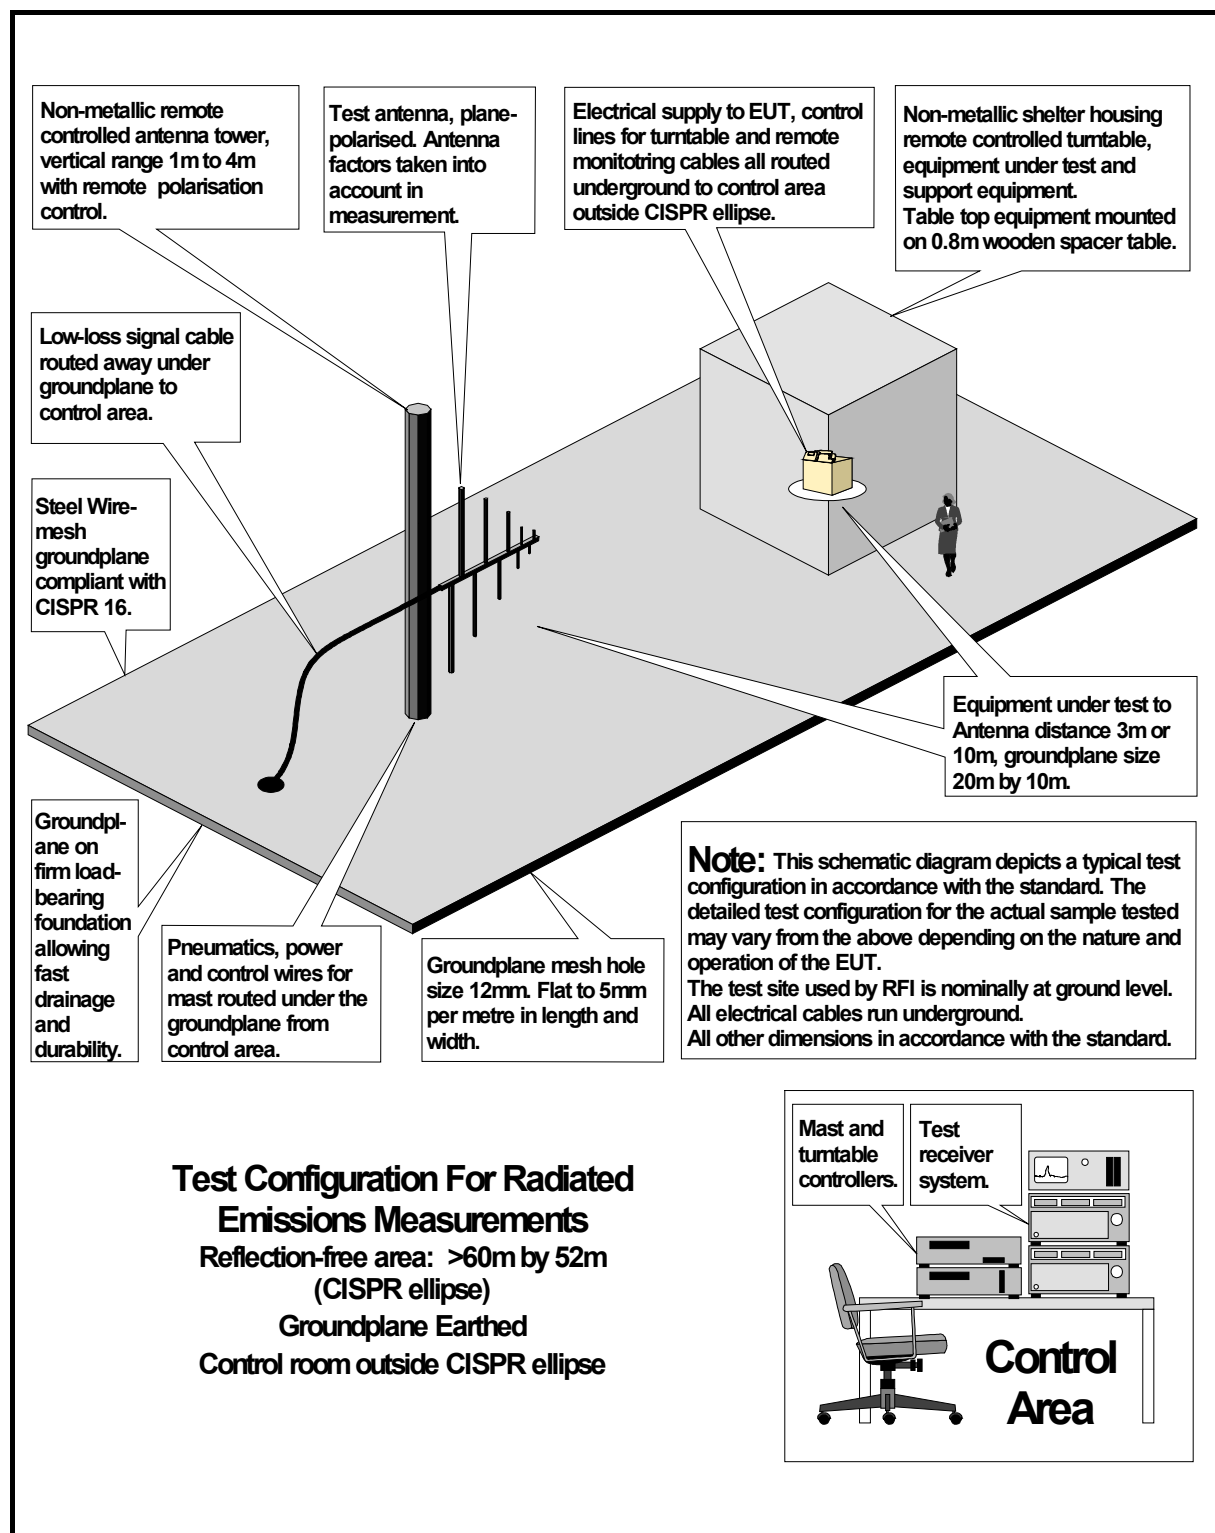 Non-metallic remote
controlled antenna tower,
vertical range 1m to 4m
with remote polarisation
control.
Test antenna, plane-
polarised. Antenna
factors taken into
account in
measurement.
Electrical supply to EUT, control
lines for turntable and remote
monitotring cables all routed
underground to control area
outside CISPR ellipse.
Non-metallic shelter housing
remote controlled turntable,
equipment under test and
support equipment.
Table top equipment mounted
on 0.8m wooden spacer table.
Low-loss signal cable
routed away under
groundplane to
control area.
Steel Wire-
mesh
groundplane
compliant with
CISPR 16.
Equipment under test to
Antenna distance 3m or
10m, groundplane size
20m by 10m.
Groundpl-
ane on
firm load-
bearing
foundation
allowing
fast
drainage
and
durability.
Pneumatics, power
and control wires for
mast routed under the
groundplane from
control area.
Groundplane mesh hole
size 12mm. Flat to 5mm
per metre in length and
width.
Note: This schematic diagram depicts a typical test
configuration in accordance with the standard. The
detailed test configuration for the actual sample tested
may vary from the above depending on the nature and
operation of the EUT.
The test site used by RFI is nominally at ground level.
All electrical cables run underground.
All other dimensions in accordance with the standard.
Test Configuration For Radiated
Emissions Measurements
Reflection-free area: >60m by 52m
(CISPR ellipse)
Groundplane Earthed
Control room outside CISPR ellipse
Mast and
turntable
controllers.
Test
receiver
system.
Control
Area